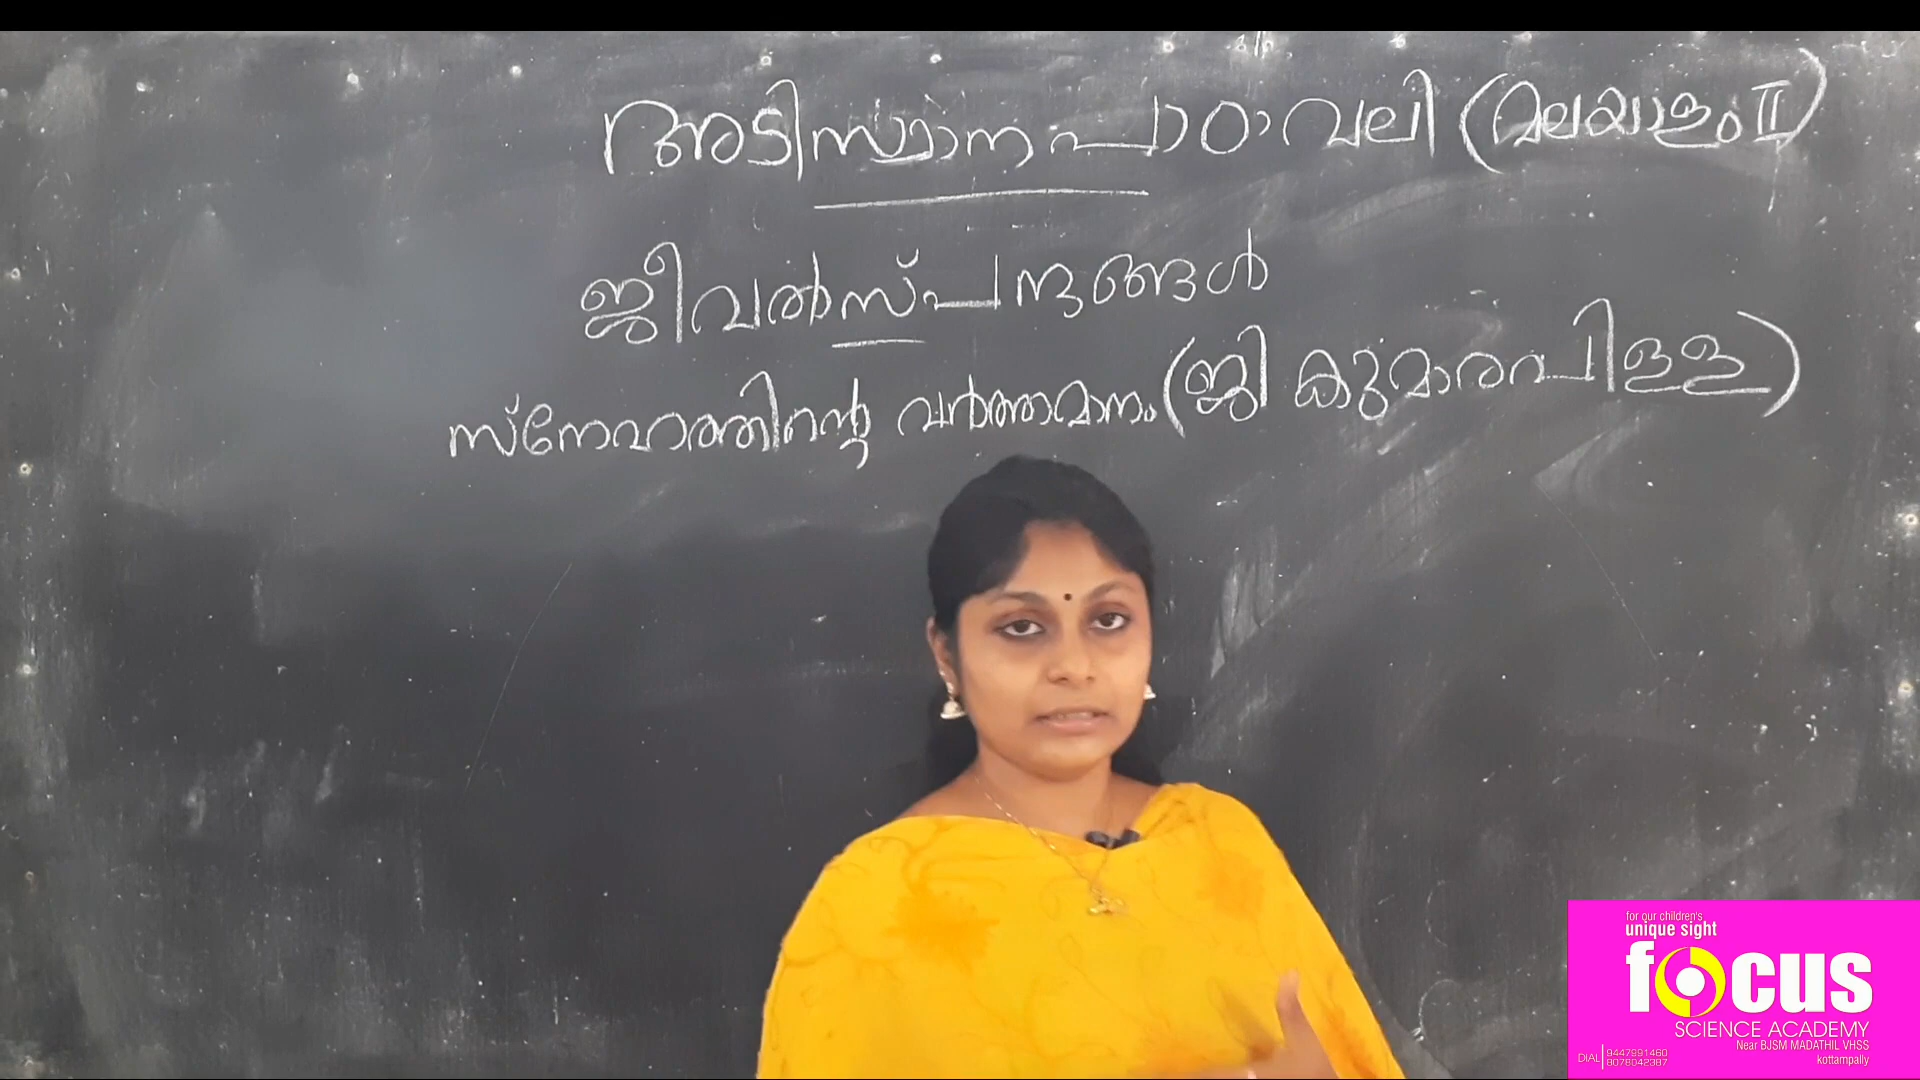 അടിസ്ഥാനപാഠാവലി (മലയാളം II)
ജീവൽസ്പന്ദങ്ങൾ
സ്നേഹത്തിന്റെ വർത്തമാനം (ജി കുമാരപിള്ള)
for our children's
unique sight
focus
SCIENCE ACADEMY
Near BJSM MADATHIL VHSS
kottampally
DIAL 9447991460
8078042387